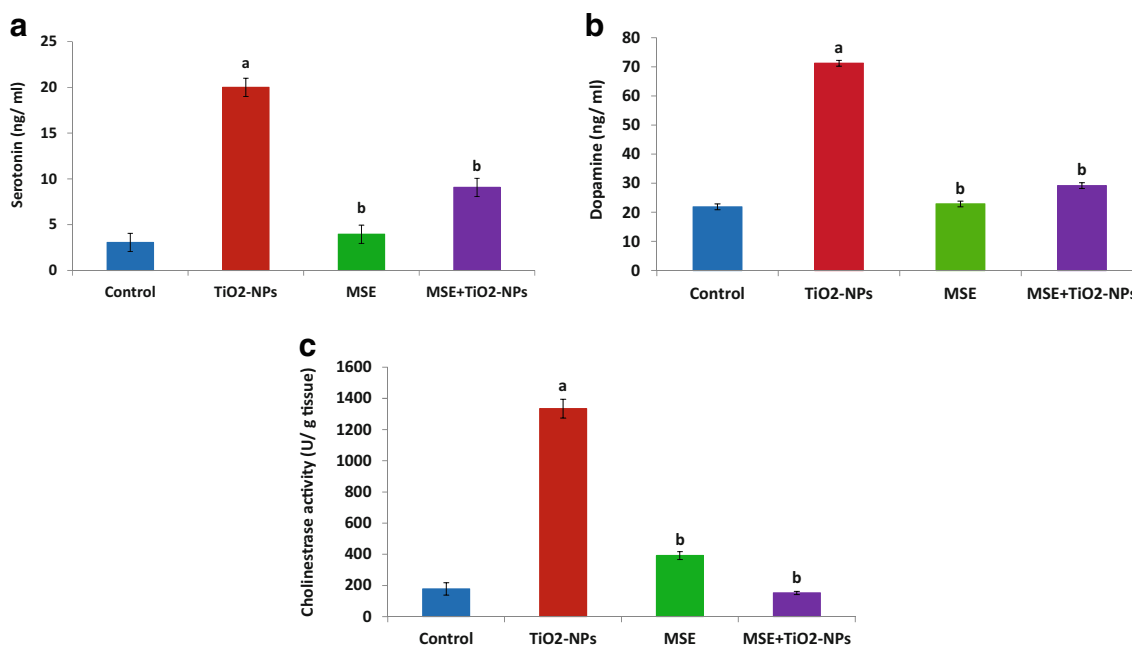 a
Serotonin (ng/ ml)
25
20
15
10
5
0
a
b
b
Control TiO2-NPs MSE MSE+TiO2-NPs
b
Dopamine (ng/ ml)
80
70
60
50
40
30
20
10
0
a
b
b
Control TiO2-NPs MSE MSE+TiO2-NPs
c
Cholinestrase activity (U/ g tissue)
1600
1400
1200
1000
800
600
400
200
0
a
b
b
Control TiO2-NPs MSE MSE+TiO2-NPs